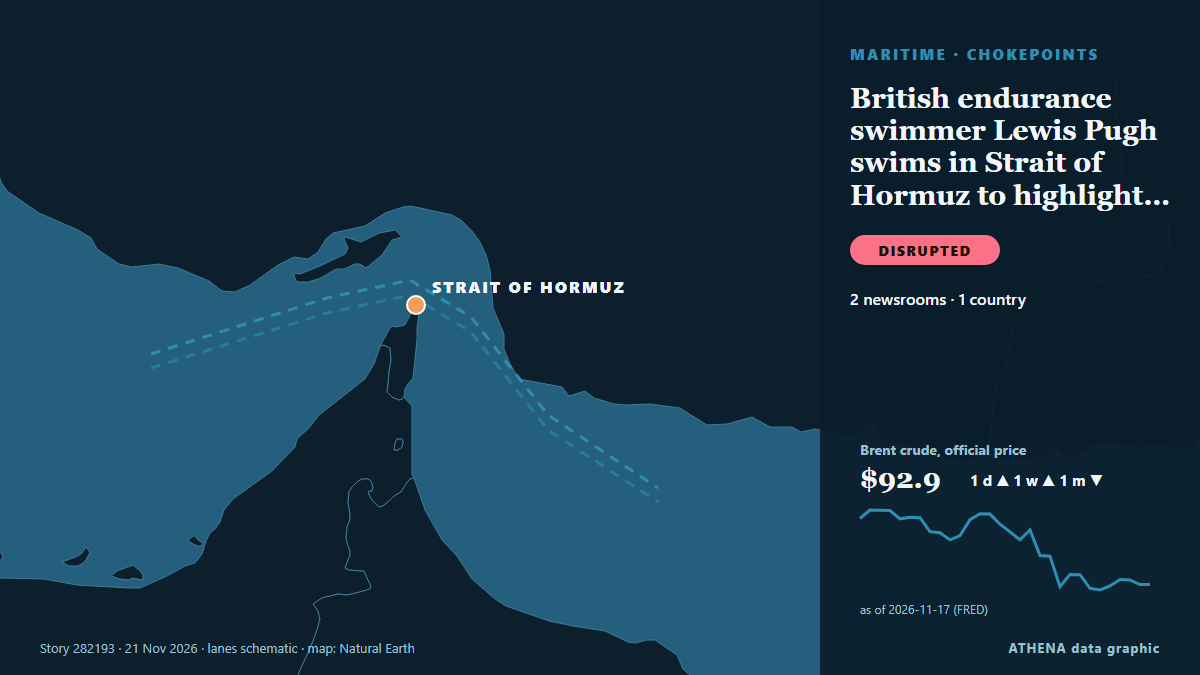 MARITIME · CHOKEPOINTS
British endurance
swimmer Lewis Pugh
swims in Strait of
Hormuz to highlight...
DISRUPTED
2 newsrooms · 1 country
STRAIT OF HORMUZ
Brent crude, official price
$92.9 1 d ▲ 1 w ▲ 1 m ▼
as of 2026-11-17 (FRED)
Story 282193 · 21 Nov 2026 · lanes schematic · map: Natural Earth
ATHENA data graphic